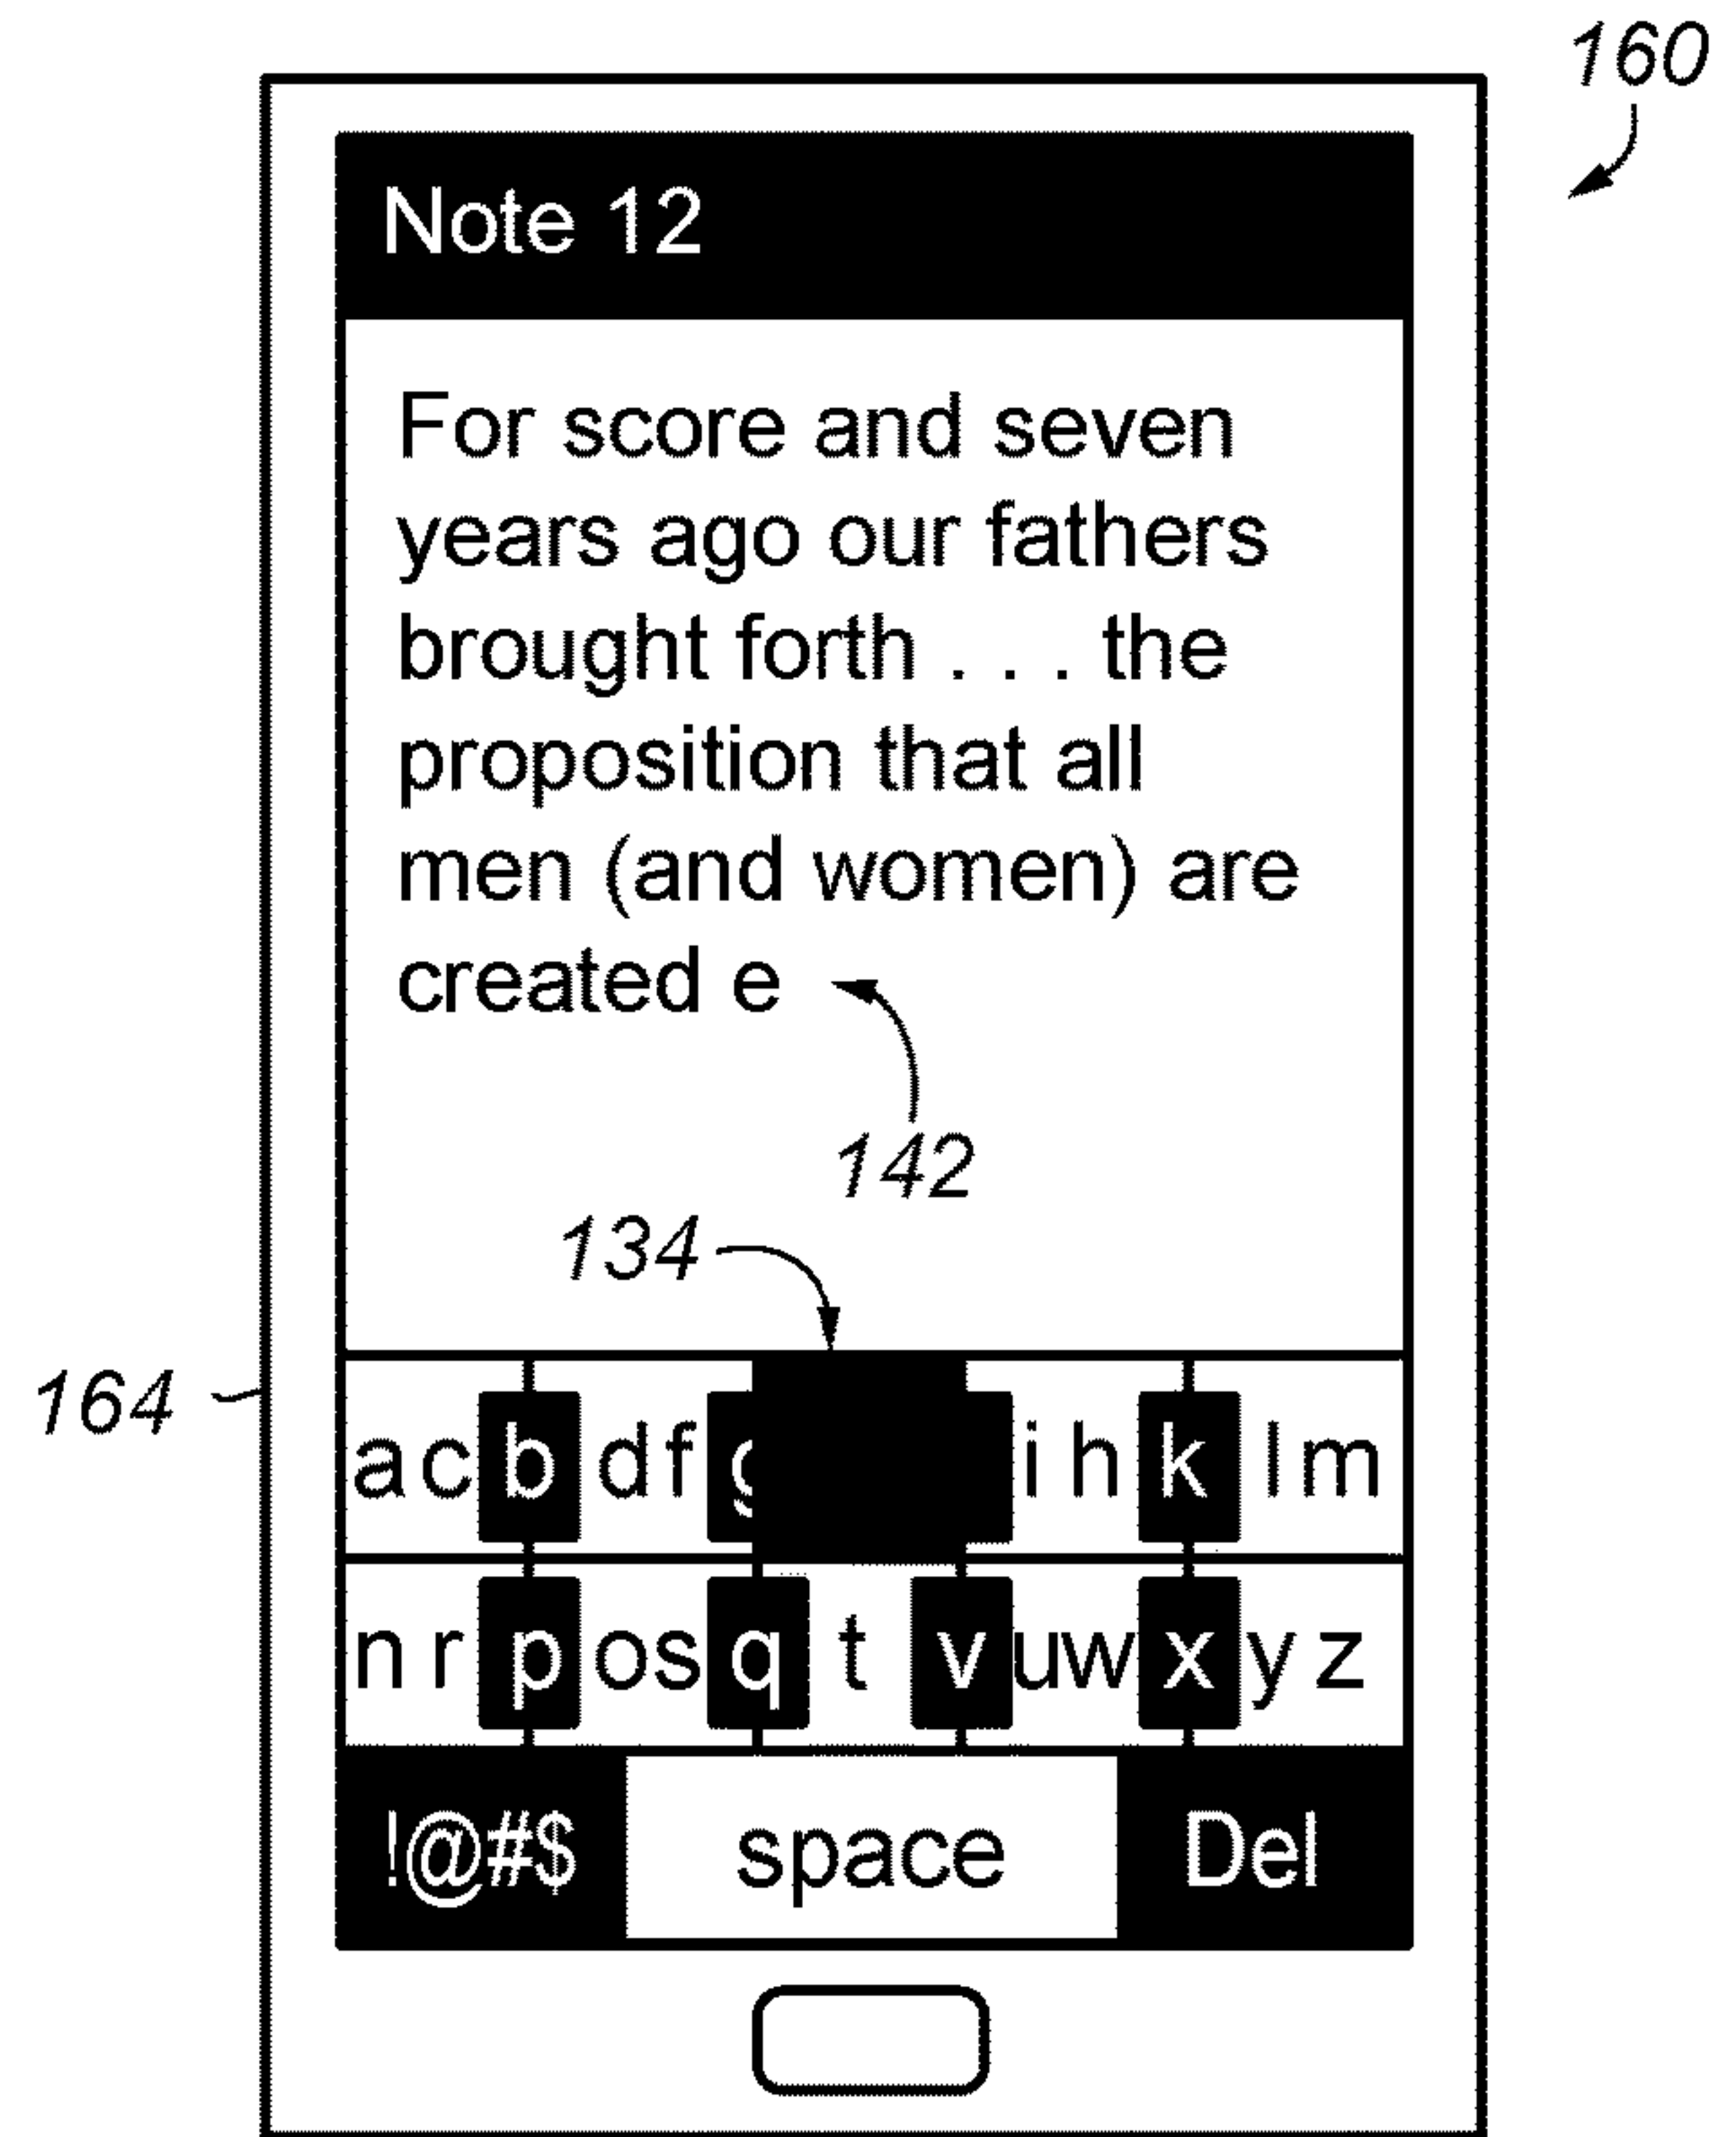 160
Note 12
For score and seven
years ago our fathers
brought forth . . . the
proposition that all
men (and women) are
created e
142
134
164
a c b d f g i h k l m
n r p o s q t v u w x y z
!@#$ space Del